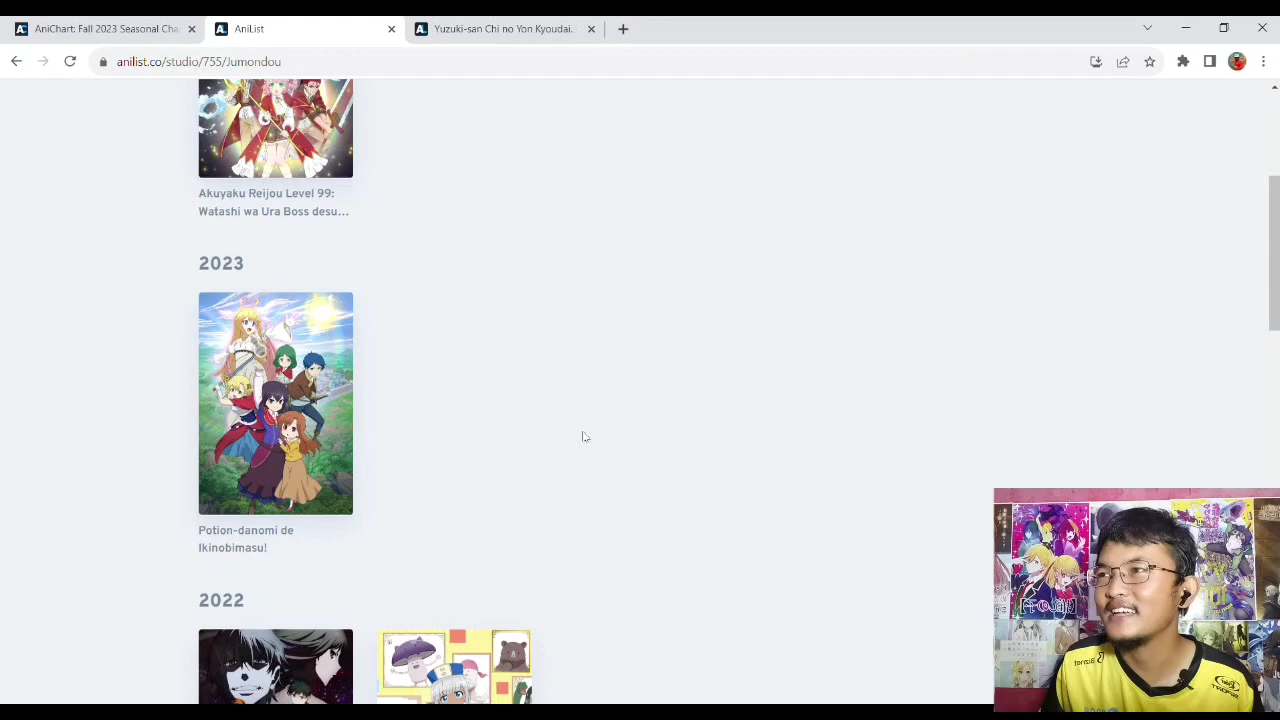 AniChart: Fall 2023 Seasonal Cha
AniList
Yuzuki-san Chi no Yon Kyoudai.
anilist.co/studio/755/Jumondou
Akuyaku Reijou Level 99:
Watashi wa Ura Boss desu...
2023
Potion-danomi de
Ikinobimasu!
2022
Biznet